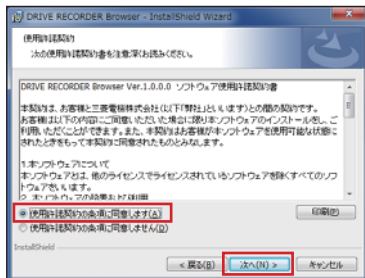 DRIVE RECORDER Browser - InstallShield Wizard
使用許諾契約
次の使用許諾契約書を注意深くお読みください。
DRIVE RECORDER Browser Ver.1.0.0.0 ソフトウェア使用許諾契約書
本契約は、お客様と三菱電機株式会社(以下「弊社」といいます)との間の契約です。
お客様は以下の内容にご同意いただいた場合に限り本ソフトウェアのインストールをし、ご
利用いただくことができます。また、本契約はお客様が本ソフトウェアを使用可能な状態に
されたときをもって本契約に同意されたものとみなします。
1.本ソフトウェアについて
本ソフトウェアとは、他のライセンスでライセンスされているソフトウェアを除くすべてのソフ
トウェアをいいます。
使用許諾契約の条項に同意します(A)
印刷(P)
使用許諾契約の条項に同意しません(D)
InstallShield
< 戻る(B)
次へ(N) >
キャンセル